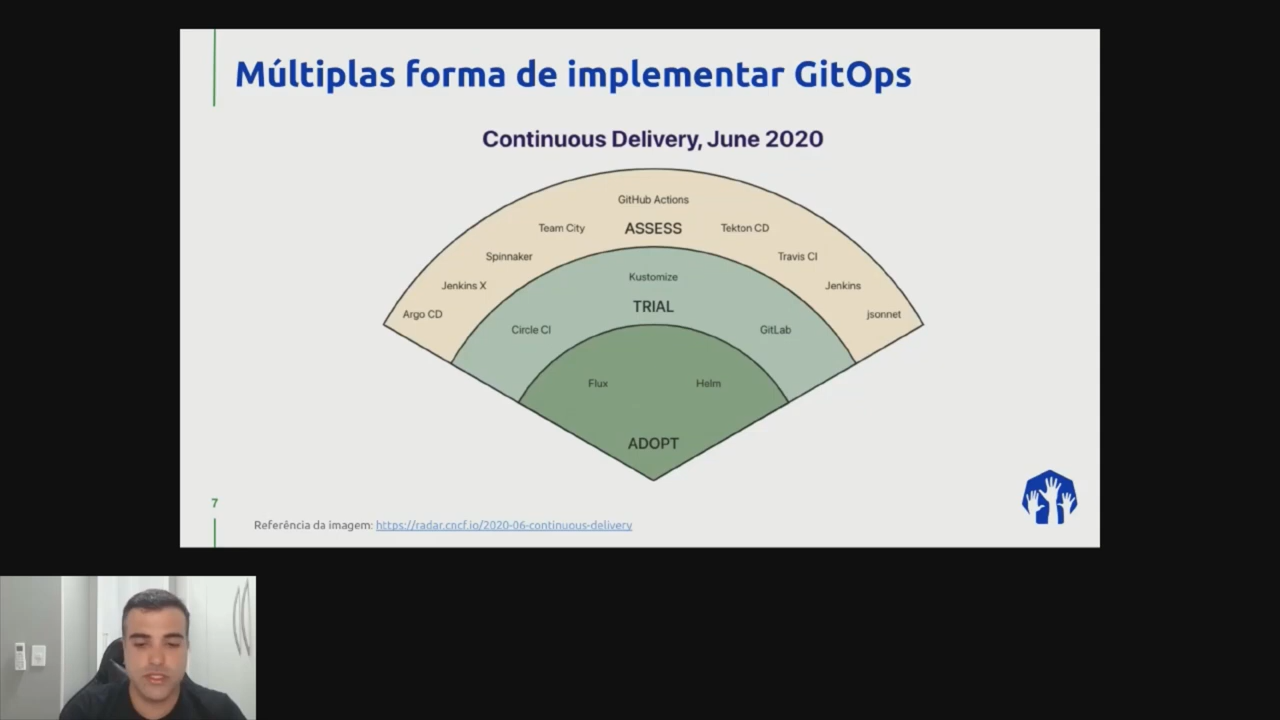 Múltiplas forma de implementar GitOps
Continuous Delivery, June 2020
GitHub Actions
Team City
ASSESS
Tekton CD
Spinnaker
Travis CI
Jenkins X
Jenkins
Argo CD
jsonnet
Kustomize
TRIAL
Circle CI
GitLab
Flux
Helm
ADOPT
7
Referência da imagem: https://radar.cncf.io/2020-06-continuous-delivery